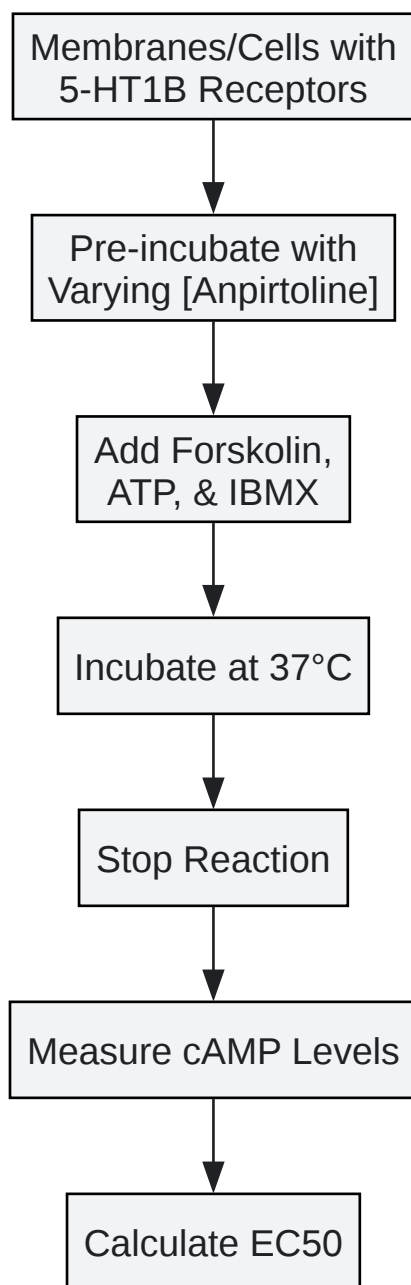 Membranes/Cells with
5-HT1B Receptors
Pre-incubate with
Varying [Anpirtoline]
Add Forskolin,
ATP, & IBMX
Incubate at 37°C
Stop Reaction
Measure cAMP Levels
Calculate EC50